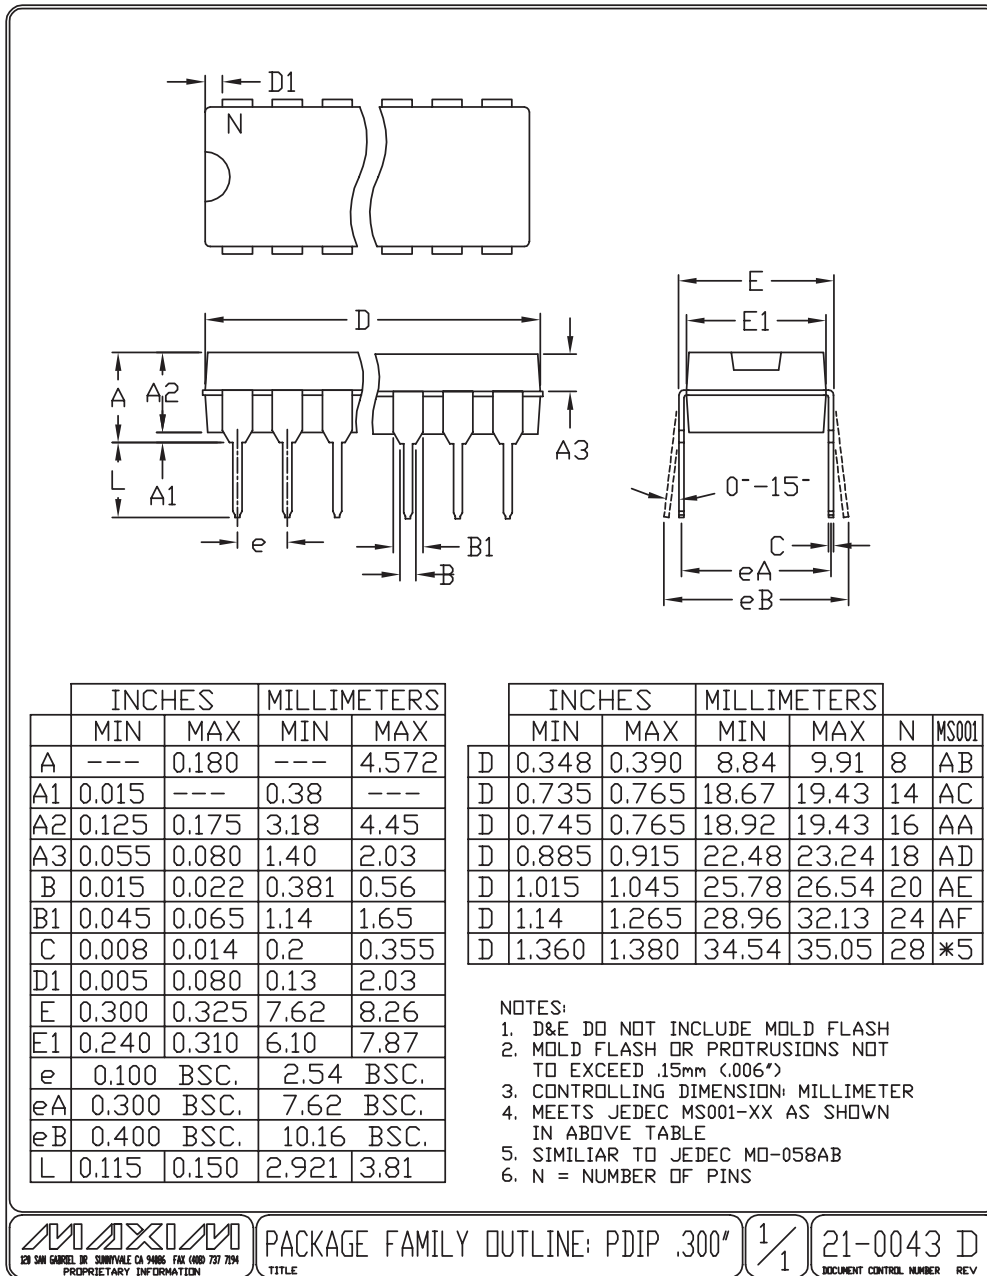 D1
N
E
E1
D
A
A2
A3
L
A1
0°-15°
e
B1
B
C
eA
eB
INCHES MILLIMETERS
MIN MAX MIN MAX
A --- 0.180 --- 4.572
A1 0.015 --- 0.38 ---
A2 0.125 0.175 3.18 4.45
A3 0.055 0.080 1.40 2.03
B 0.015 0.022 0.381 0.56
B1 0.045 0.065 1.14 1.65
C 0.008 0.014 0.2 0.355
D1 0.005 0.080 0.13 2.03
E 0.300 0.325 7.62 8.26
E1 0.240 0.310 6.10 7.87
e 0.100 BSC. 2.54 BSC.
eA 0.300 BSC. 7.62 BSC.
eB 0.400 BSC. 10.16 BSC.
L 0.115 0.150 2.921 3.81
INCHES MILLIMETERS
MIN MAX MIN MAX N MS001
D 0.348 0.390 8.84 9.91 8 AB
D 0.735 0.765 18.67 19.43 14 AC
D 0.745 0.765 18.92 19.43 16 AA
D 0.885 0.915 22.48 23.24 18 AD
D 1.015 1.045 25.78 26.54 20 AE
D 1.14 1.265 28.96 32.13 24 AF
D 1.360 1.380 34.54 35.05 28 *5
NOTES:
1. D&E DO NOT INCLUDE MOLD FLASH
2. MOLD FLASH OR PROTRUSIONS NOT
TO EXCEED .15mm (.006")
3. CONTROLLING DIMENSION: MILLIMETER
4. MEETS JEDEC MS001-XX AS SHOWN
IN ABOVE TABLE
5. SIMILIAR TO JEDEC MO-058AB
6. N = NUMBER OF PINS
MAXIM
120 SAN GABRIEL DR SUNNYVALE CA 94086 FAX (408) 737 7194
PROPRIETARY INFORMATION
PACKAGE FAMILY OUTLINE: PDIP .300"
TITLE
1/1
21-0043 D
DOCUMENT CONTROL NUMBER REV